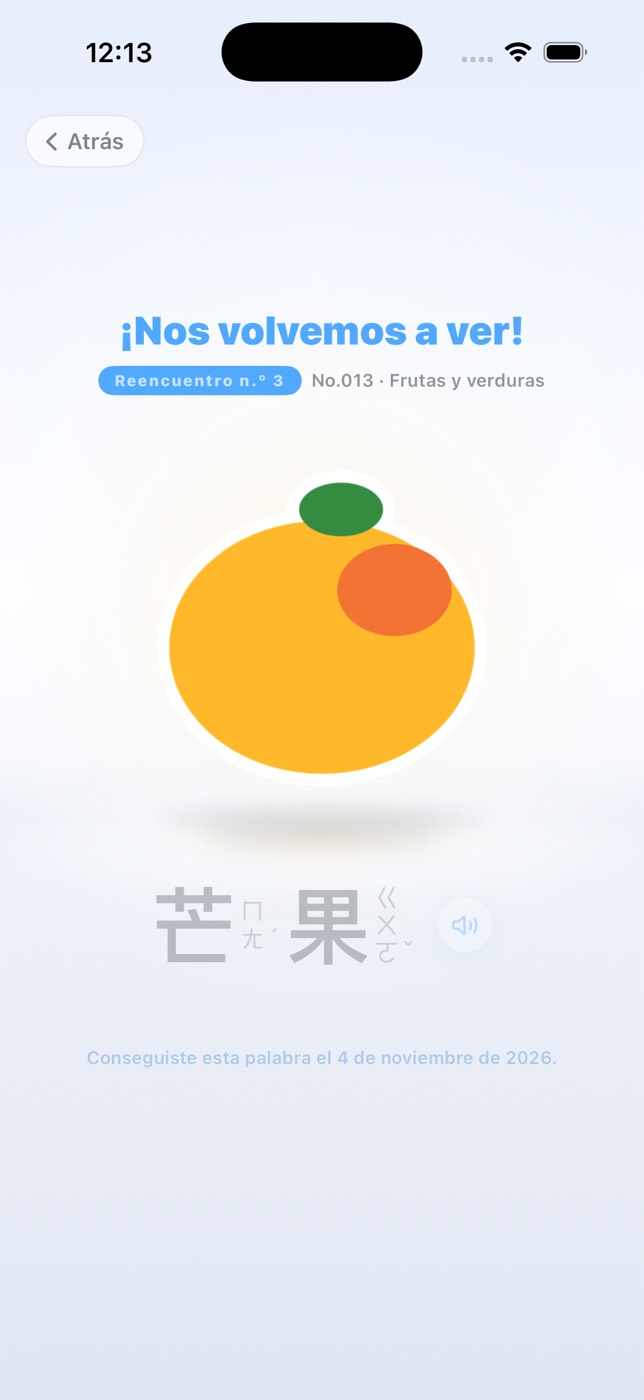 12:13
Atrás
¡Nos volvemos a ver!
Reencuentro n.º 3 No.013 · Frutas y verduras
芒ㄇㄤˊ果ㄍㄨㄛˇ
Conseguiste esta palabra el 4 de noviembre de 2026.